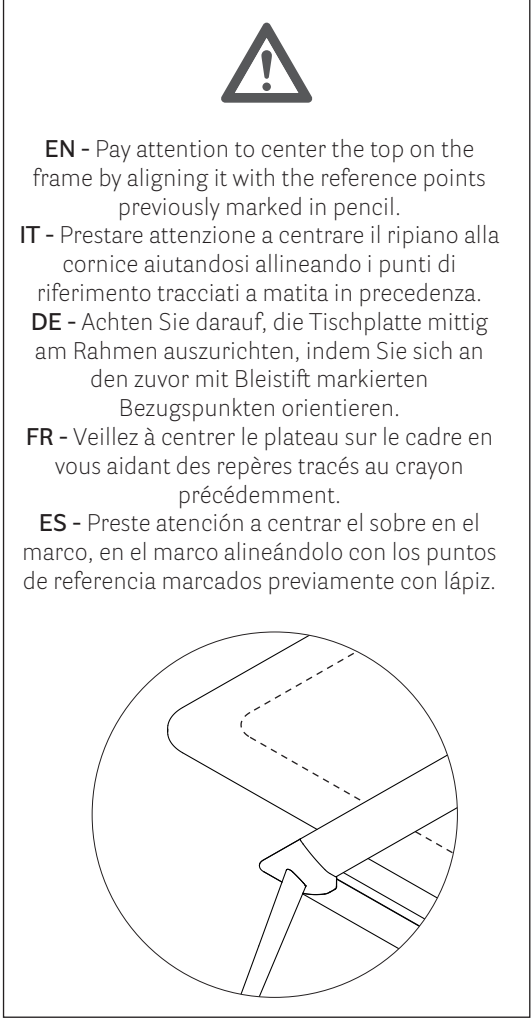 EN - Pay attention to center the top on the
frame by aligning it with the reference points
previously marked in pencil.
IT - Prestare attenzione a centrare il ripiano alla
cornice aiutandosi allineando i punti di
riferimento tracciati a matita in precedenza.
DE - Achten Sie darauf, die Tischplatte mittig
am Rahmen auszurichten, indem Sie sich an
den zuvor mit Bleistift markierten
Bezugspunkten orientieren.
FR - Veillez à centrer le plateau sur le cadre en
vous aidant des repères tracés au crayon
précédemment.
ES - Preste atención a centrar el sobre en el
marco, en el marco alineándolo con los puntos
de referencia marcados previamente con lápiz.